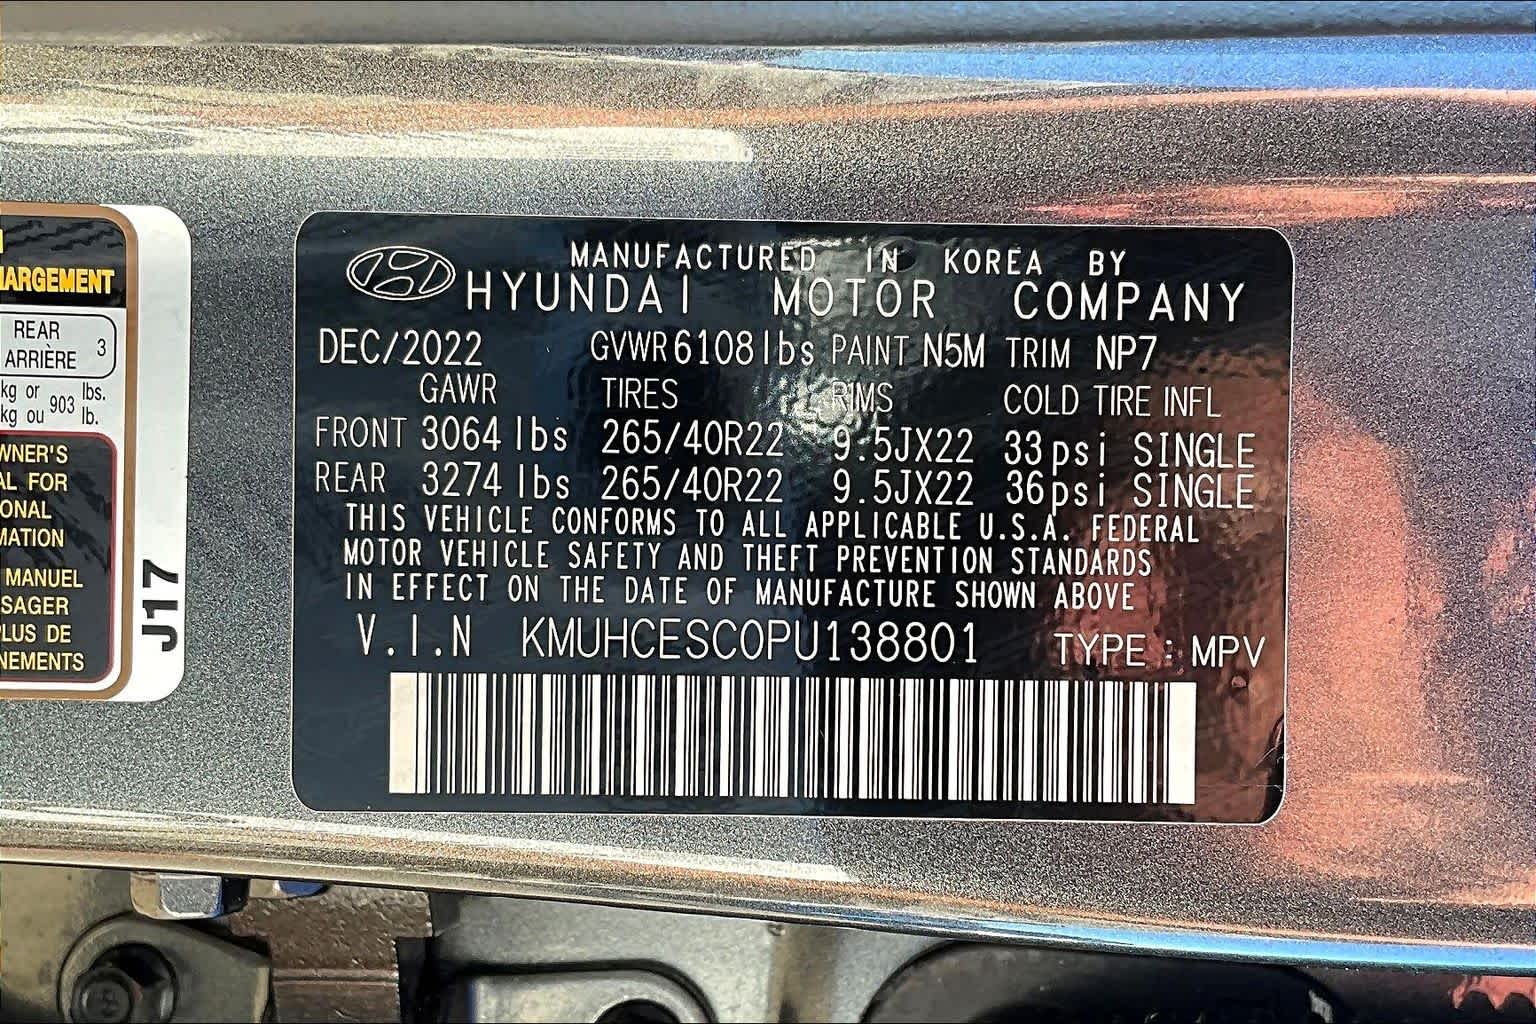 HARGEMENT
REAR
ARRIÈRE 3
kg or lbs.
kg ou 903 lb.
WNER'S
AL FOR
ONAL
MATION
MANUEL
SAGER
PLUS DE
NEMENTS
J17
MANUFACTURED IN KOREA BY
HYUNDAI MOTOR COMPANY
DEC/2022 GVWR 6108 lbs PAINT N5M TRIM NP7
GAWR TIRES RIMS COLD TIRE INFL
FRONT 3064 lbs 265/40R22 9.5JX22 33psi SINGLE
REAR 3274 lbs 265/40R22 9.5JX22 36psi SINGLE
THIS VEHICLE CONFORMS TO ALL APPLICABLE U.S.A. FEDERAL
MOTOR VEHICLE SAFETY AND THEFT PREVENTION STANDARDS
IN EFFECT ON THE DATE OF MANUFACTURE SHOWN ABOVE
V.I.N KMUHCESC0PU138801 TYPE : MPV